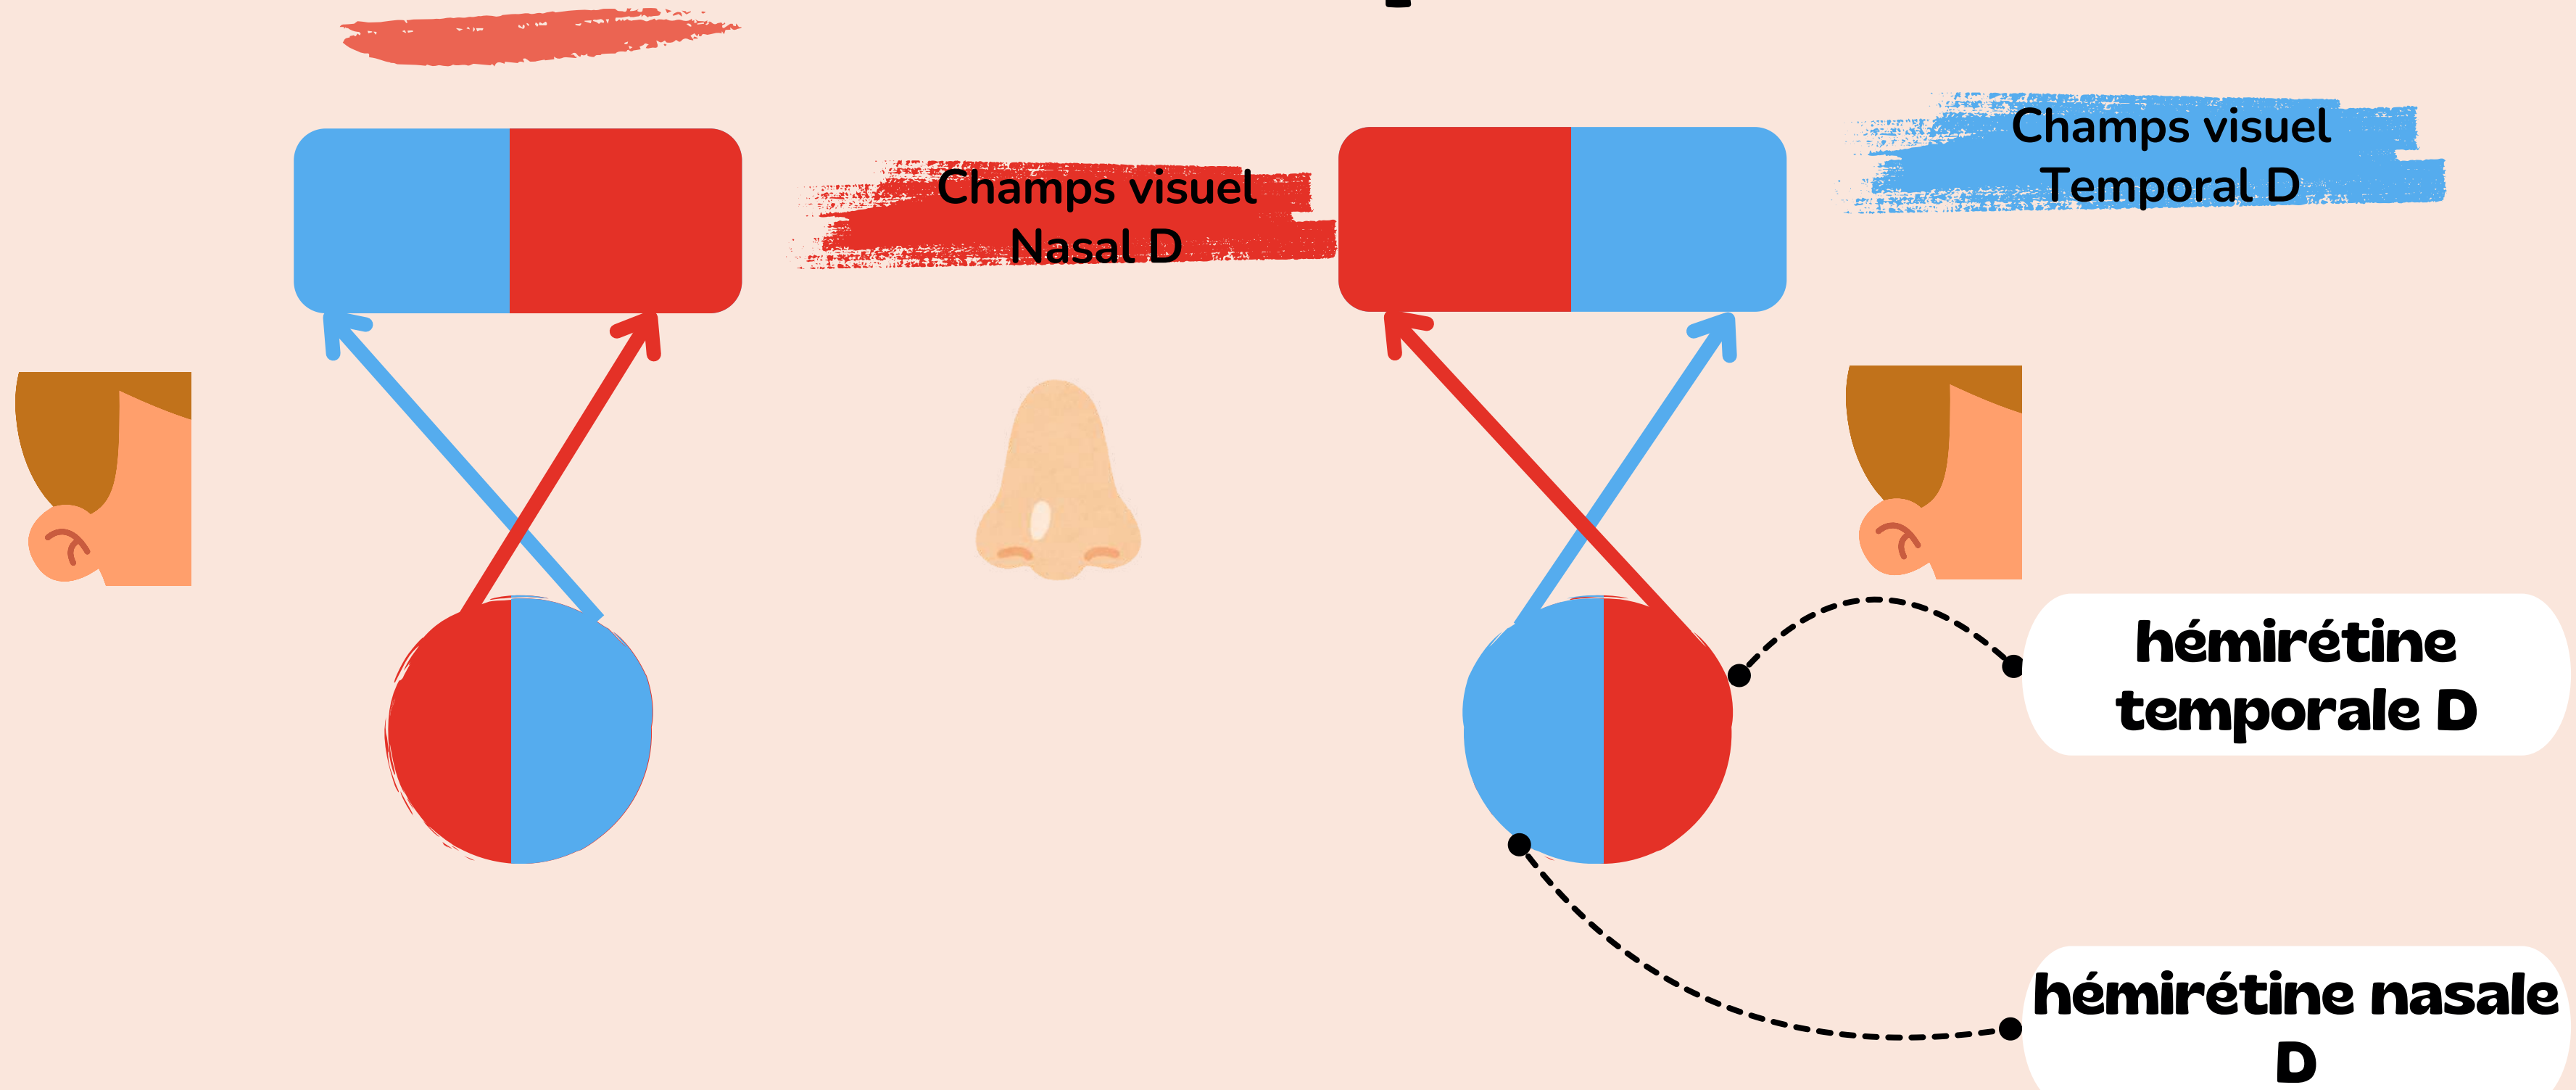 Champs visuel
Temporal D
Champs visuel
Nasal D
hémirétine
temporale D
hémirétine nasale
D